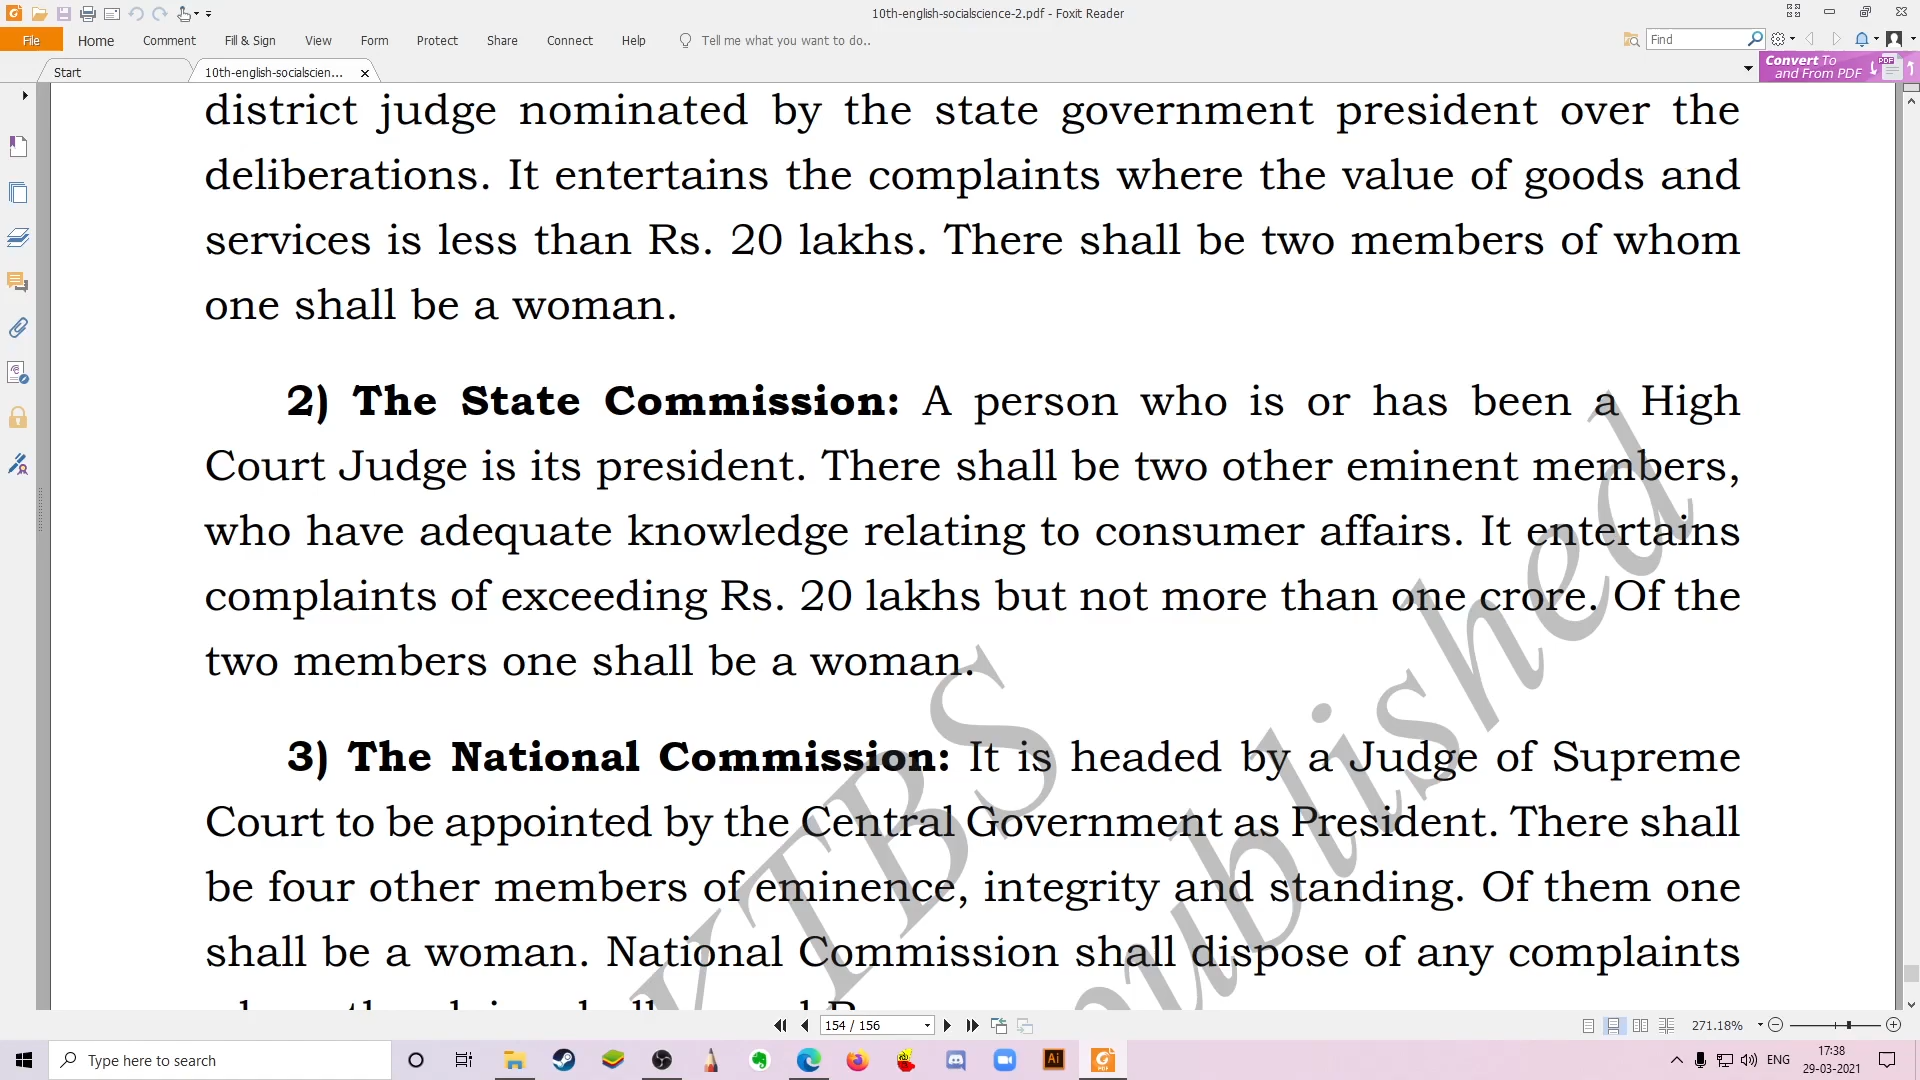 10th-english-socialscience-2.pdf - Foxit Reader
File Home Comment Fill & Sign View Form Protect Share Connect Help Tell me what you want to do.. Find
Start 10th-english-socialscien... Convert To and From PDF
district judge nominated by the state government president over the
deliberations. It entertains the complaints where the value of goods and
services is less than Rs. 20 lakhs. There shall be two members of whom
one shall be a woman.
2) The State Commission: A person who is or has been a High
Court Judge is its president. There shall be two other eminent members,
who have adequate knowledge relating to consumer affairs. It entertains
complaints of exceeding Rs. 20 lakhs but not more than one crore. Of the
two members one shall be a woman.
3) The National Commission: It is headed by a Judge of Supreme
Court to be appointed by the Central Government as President. There shall
be four other members of eminence, integrity and standing. Of them one
shall be a woman. National Commission shall dispose of any complaints
KTBS
published
154 / 156 271.18%
Type here to search Ai ENG 17:38
29-03-2021